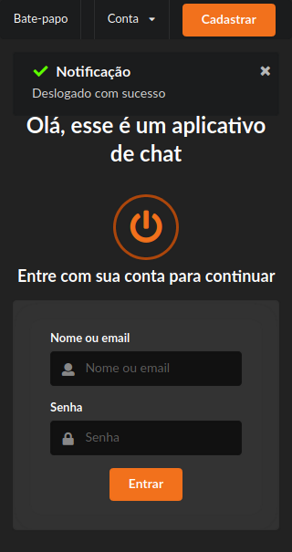 Bate-papo
Conta
Cadastrar
Notificação
Deslogado com sucesso
Olá, esse é um aplicativo
de chat
Entre com sua conta para continuar
Nome ou email
Nome ou email
Senha
Senha
Entrar